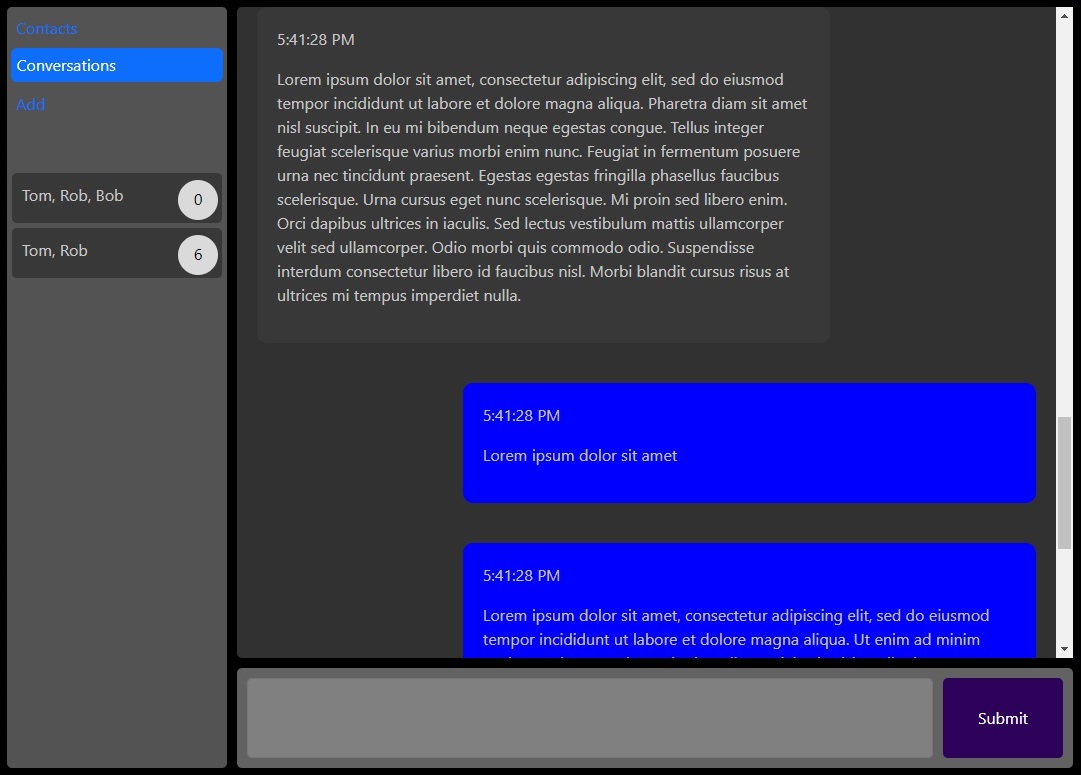 Contacts
Conversations
Add
Tom, Rob, Bob
0
Tom, Rob
6
5:41:28 PM
Lorem ipsum dolor sit amet, consectetur adipiscing elit, sed do eiusmod
tempor incididunt ut labore et dolore magna aliqua. Pharetra diam sit amet
nisl suscipit. In eu mi bibendum neque egestas congue. Tellus integer
feugiat scelerisque varius morbi enim nunc. Feugiat in fermentum posuere
urna nec tincidunt praesent. Egestas egestas fringilla phasellus faucibus
scelerisque. Urna cursus eget nunc scelerisque. Mi proin sed libero enim.
Orci dapibus ultrices in iaculis. Sed lectus vestibulum mattis ullamcorper
velit sed ullamcorper. Odio morbi quis commodo odio. Suspendisse
interdum consectetur libero id faucibus nisl. Morbi blandit cursus risus at
ultrices mi tempus imperdiet nulla.
5:41:28 PM
Lorem ipsum dolor sit amet
5:41:28 PM
Lorem ipsum dolor sit amet, consectetur adipiscing elit, sed do eiusmod
tempor incididunt ut labore et dolore magna aliqua. Ut enim ad minim
Submit